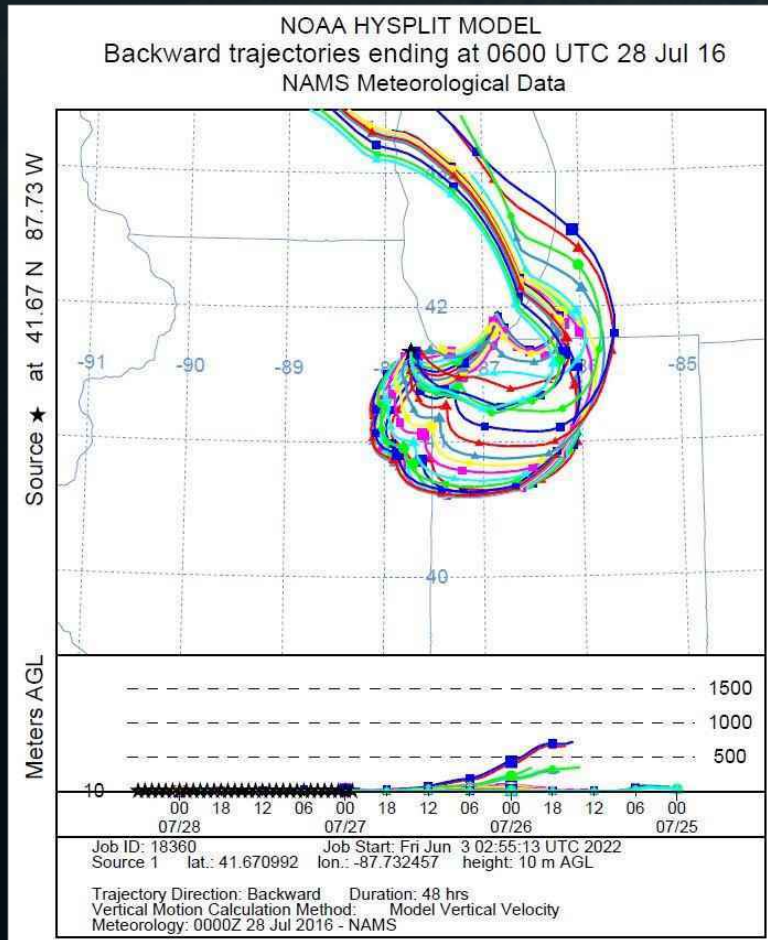 NOAA HYSPLIT MODEL
Backward trajectories ending at 0600 UTC 28 Jul 16
NAMS Meteorological Data
Source ★ at 41.67 N 87.73 W
42
-91
-90
-89
-85
40
Meters AGL
1500
1000
500
10
00 18 12 06 00 18 12 06 00 18 12 06 00
07/28 07/27 07/26 07/25
Job ID: 18360 Job Start: Fri Jun 3 02:55:13 UTC 2022
Source 1 lat.: 41.670992 lon.: -87.732457 height: 10 m AGL
Trajectory Direction: Backward Duration: 48 hrs
Vertical Motion Calculation Method: Model Vertical Velocity
Meteorology: 0000Z 28 Jul 2016 - NAMS